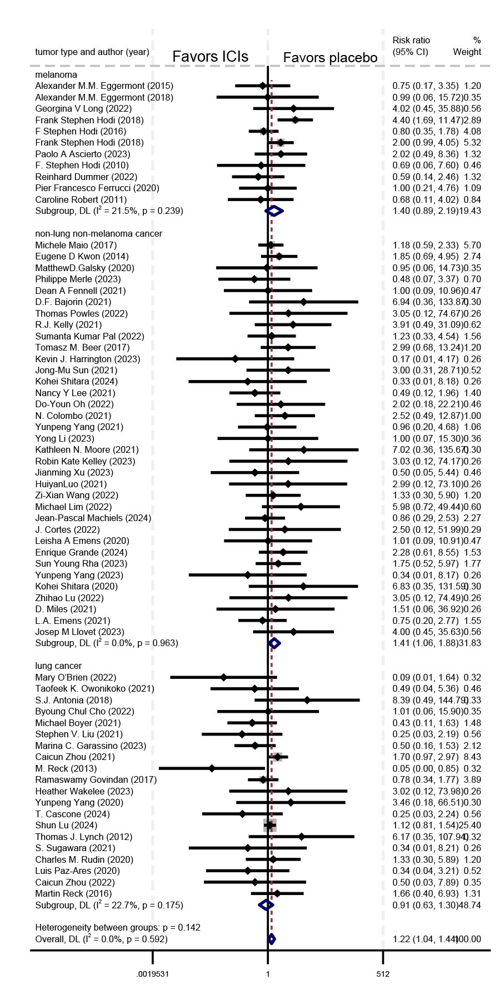 Risk ratio %
tumor type and author (year) Favors ICIs Favors placebo (95% CI) Weight
melanoma
Alexander M.M. Eggermont (2015) 0.75 (0.17, 3.35) 1.20
Alexander M.M. Eggermont (2018) 0.99 (0.06, 15.72) 0.35
Georgina V Long (2022) 4.02 (0.45, 35.88) 0.56
Frank Stephen Hodi (2018) 4.40 (1.69, 11.47) 2.89
F Stephen Hodi (2016) 0.80 (0.35, 1.78) 4.08
Frank Stephen Hodi (2018) 2.00 (0.99, 4.05) 5.32
Paolo A Ascierto (2023) 2.02 (0.49, 8.36) 1.32
F. Stephen Hodi (2010) 0.69 (0.06, 7.60) 0.46
Reinhard Dummer (2022) 0.59 (0.14, 2.46) 1.32
Pier Francesco Ferrucci (2020) 1.00 (0.21, 4.76) 1.09
Caroline Robert (2011) 0.68 (0.11, 4.02) 0.84
Subgroup, DL (I² = 21.5%, p = 0.239) 1.40 (0.89, 2.19) 19.43
non-lung non-melanoma cancer
Michele Maio (2017) 1.18 (0.59, 2.33) 5.70
Eugene D Kwon (2014) 1.85 (0.69, 4.95) 2.74
MatthewD.Galsky (2020) 0.95 (0.06, 14.73) 0.35
Philippe Merle (2023) 0.48 (0.07, 3.37) 0.70
Dean A Fennell (2021) 1.00 (0.09, 10.96) 0.47
D.F. Bajorin (2021) 6.94 (0.36, 133.87) 0.30
Thomas Powles (2022) 3.05 (0.12, 74.67) 0.26
R.J. Kelly (2021) 3.91 (0.49, 31.09) 0.62
Sumanta Kumar Pal (2022) 1.23 (0.33, 4.54) 1.56
Tomasz M. Beer (2017) 2.99 (0.68, 13.24) 1.20
Kevin J. Harrington (2023) 0.17 (0.01, 4.17) 0.26
Jong-Mu Sun (2021) 3.00 (0.31, 28.71) 0.52
Kohei Shitara (2024) 0.33 (0.01, 8.18) 0.26
Nancy Y Lee (2021) 0.49 (0.12, 1.96) 1.40
Do-Youn Oh (2022) 2.02 (0.18, 22.21) 0.46
N. Colombo (2021) 2.52 (0.49, 12.87) 1.00
Yunpeng Yang (2021) 0.96 (0.20, 4.68) 1.06
Yong Li (2023) 1.00 (0.07, 15.30) 0.36
Kathleen N. Moore (2021) 7.02 (0.36, 135.67) 0.30
Robin Kate Kelley (2023) 3.03 (0.12, 74.17) 0.26
Jianming Xu (2023) 0.50 (0.05, 5.44) 0.46
HuiyanLuo (2021) 2.99 (0.12, 73.10) 0.26
Zi-Xian Wang (2022) 1.33 (0.30, 5.90) 1.20
Michael Lim (2022) 5.98 (0.72, 49.44) 0.60
Jean-Pascal Machiels (2024) 0.86 (0.29, 2.53) 2.27
J. Cortes (2022) 2.50 (0.12, 51.99) 0.29
Leisha A Emens (2020) 1.01 (0.09, 10.91) 0.47
Enrique Grande (2024) 2.28 (0.61, 8.55) 1.53
Sun Young Rha (2023) 1.75 (0.52, 5.97) 1.77
Yunpeng Yang (2023) 0.34 (0.01, 8.17) 0.26
Kohei Shitara (2020) 6.83 (0.35, 131.59) 0.30
Zhihao Lu (2022) 3.05 (0.12, 74.49) 0.26
D. Miles (2021) 1.51 (0.06, 36.92) 0.26
L.A. Emens (2021) 0.75 (0.20, 2.77) 1.55
Josep M Llovet (2023) 4.00 (0.45, 35.63) 0.56
Subgroup, DL (I² = 0.0%, p = 0.963) 1.41 (1.06, 1.88) 31.83
lung cancer
Mary O’Brien (2022) 0.09 (0.01, 1.64) 0.32
Taofeek K. Owonikoko (2021) 0.49 (0.04, 5.36) 0.46
S.J. Antonia (2018) 8.39 (0.49, 144.79) 0.33
Byoung Chul Cho (2022) 1.01 (0.06, 15.90) 0.35
Michael Boyer (2021) 0.43 (0.11, 1.63) 1.48
Stephen V. Liu (2021) 0.25 (0.03, 2.19) 0.56
Marina C. Garassino (2023) 0.50 (0.16, 1.53) 2.12
Caicun Zhou (2021) 1.70 (0.97, 2.97) 8.43
M. Reck (2013) 0.05 (0.00, 0.85) 0.32
Ramaswamy Govindan (2017) 0.78 (0.34, 1.77) 3.89
Heather Wakelee (2023) 3.02 (0.12, 73.98) 0.26
Yunpeng Yang (2020) 3.46 (0.18, 66.51) 0.30
T. Cascone (2024) 0.25 (0.03, 2.24) 0.56
Shun Lu (2024) 1.12 (0.81, 1.54) 25.40
Thomas J. Lynch (2012) 6.17 (0.35, 107.94) 0.32
S. Sugawara (2021) 0.34 (0.01, 8.21) 0.26
Charles M. Rudin (2020) 1.33 (0.30, 5.89) 1.20
Luis Paz-Ares (2020) 0.34 (0.04, 3.21) 0.52
Caicun Zhou (2022) 0.50 (0.03, 7.89) 0.35
Martin Reck (2016) 1.66 (0.40, 6.93) 1.31
Subgroup, DL (I² = 22.7%, p = 0.175) 0.91 (0.63, 1.30) 48.74
Heterogeneity between groups: p = 0.142
Overall, DL (I² = 0.0%, p = 0.592) 1.22 (1.04, 1.44) 100.00
.0019531 1 512